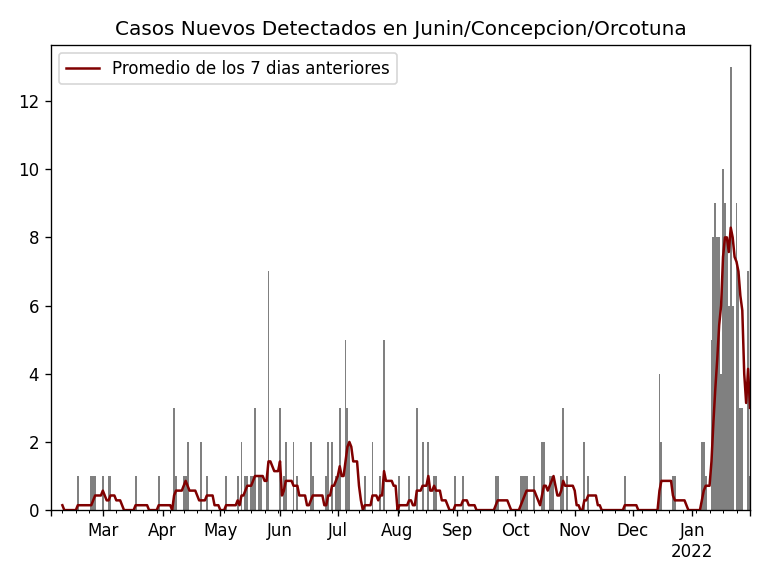 Casos Nuevos Detectados en Junin/Concepcion/Orcotuna
Promedio de los 7 dias anteriores
12
10
8
6
4
2
0
Mar Apr May Jun Jul Aug Sep Oct Nov Dec Jan
2022